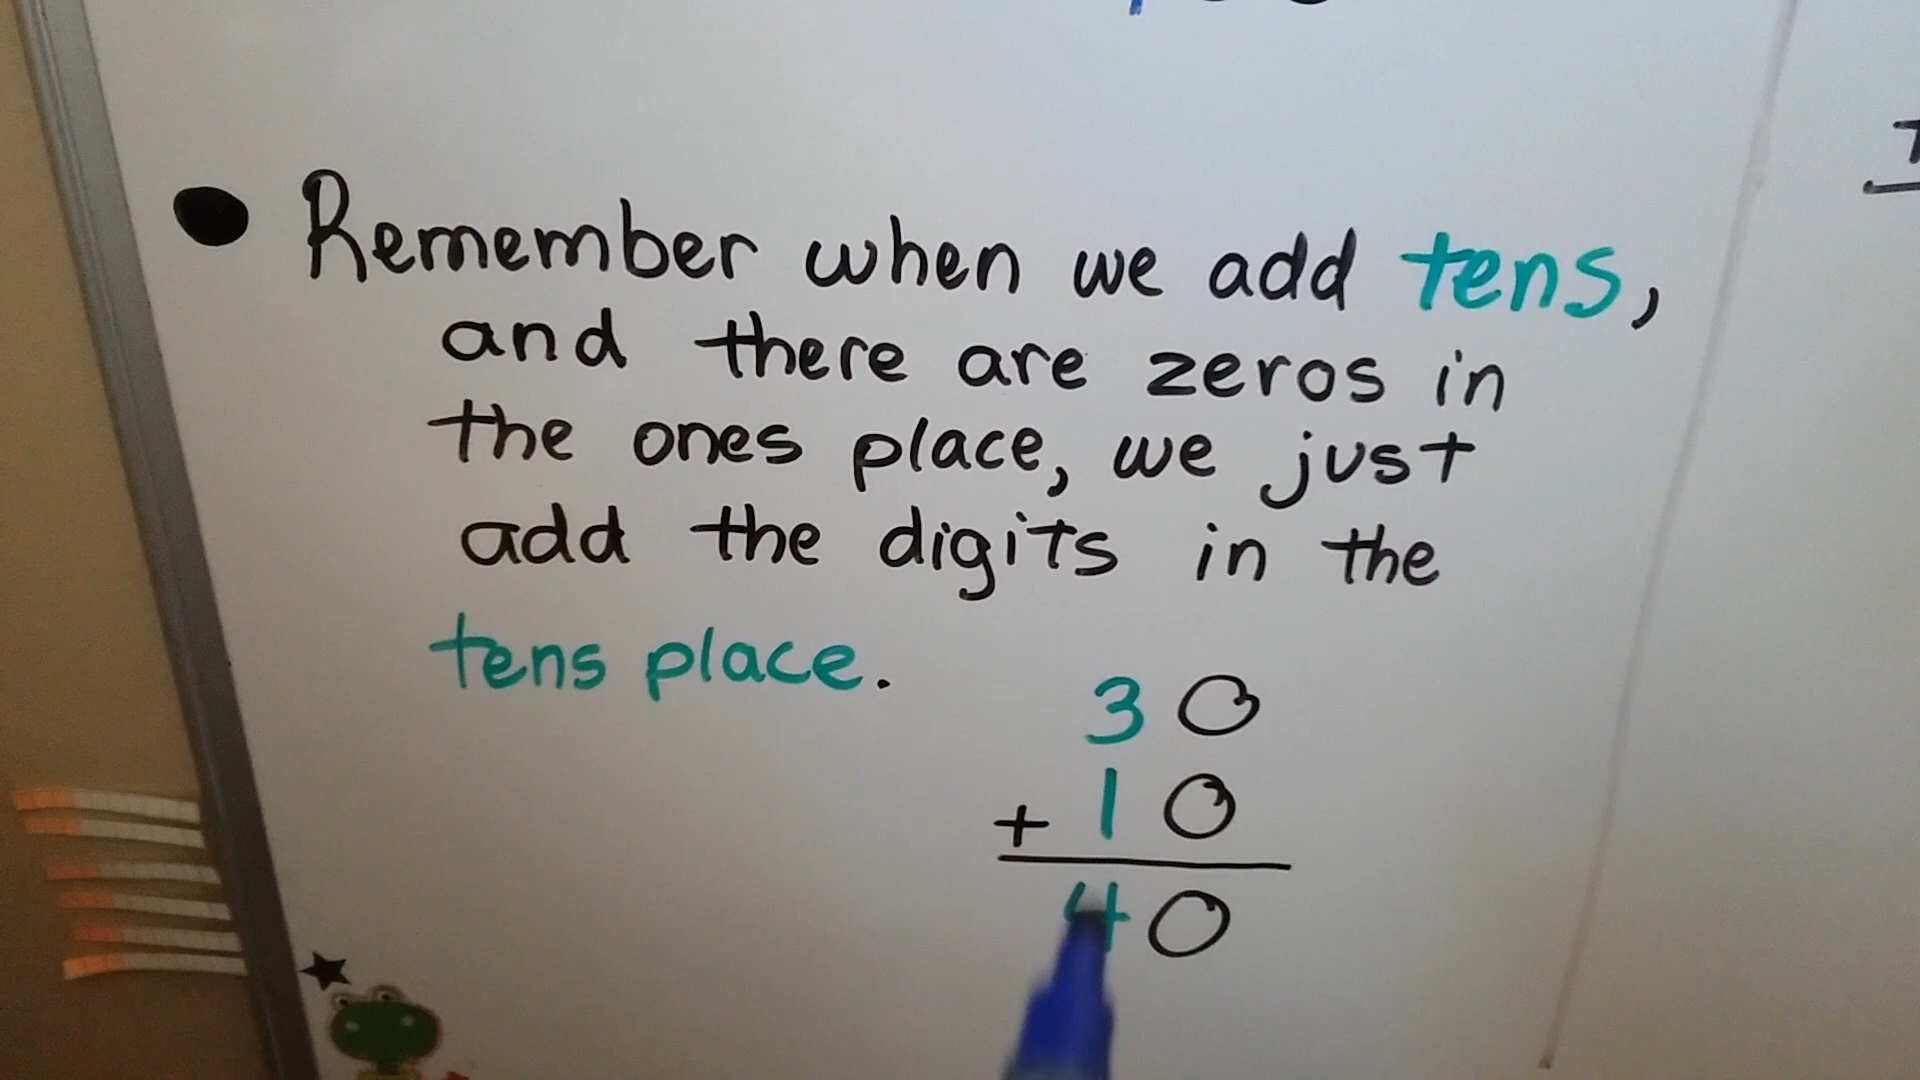 ● Remember when we add tens,
and there are zeros in
the ones place, we just
add the digits in the
tens place.
30
+ 10
40